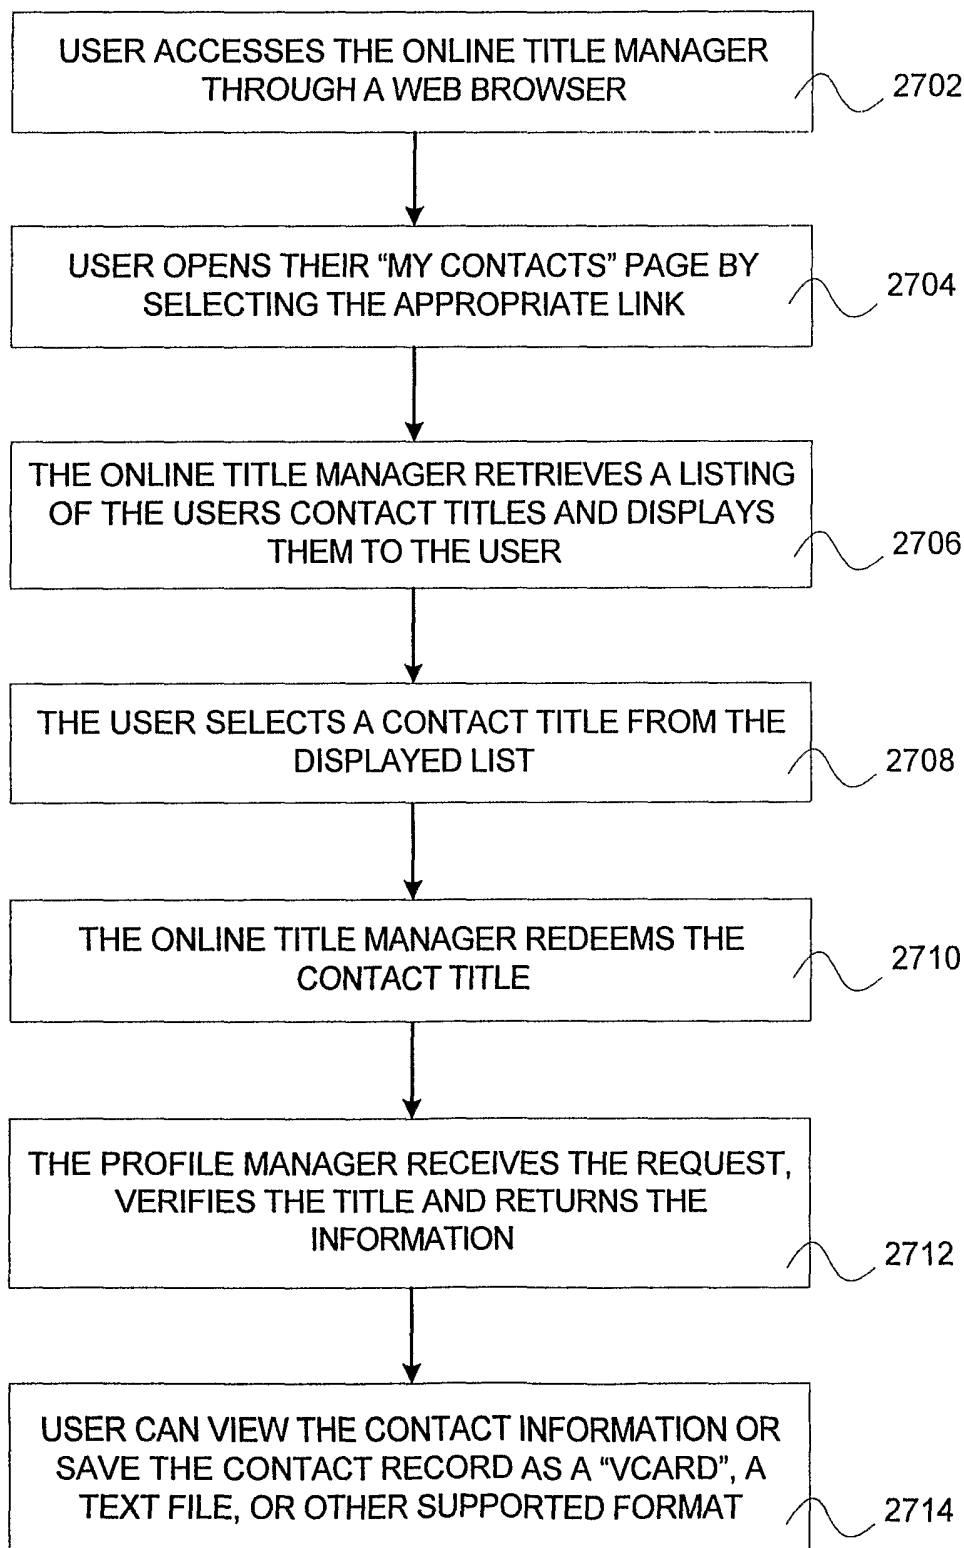 USER ACCESSES THE ONLINE TITLE MANAGER
THROUGH A WEB BROWSER
2702
USER OPENS THEIR “MY CONTACTS” PAGE BY
SELECTING THE APPROPRIATE LINK
2704
THE ONLINE TITLE MANAGER RETRIEVES A LISTING
OF THE USERS CONTACT TITLES AND DISPLAYS
THEM TO THE USER
2706
THE USER SELECTS A CONTACT TITLE FROM THE
DISPLAYED LIST
2708
THE ONLINE TITLE MANAGER REDEEMS THE
CONTACT TITLE
2710
THE PROFILE MANAGER RECEIVES THE REQUEST,
VERIFIES THE TITLE AND RETURNS THE
INFORMATION
2712
USER CAN VIEW THE CONTACT INFORMATION OR
SAVE THE CONTACT RECORD AS A “VCARD”, A
TEXT FILE, OR OTHER SUPPORTED FORMAT
2714